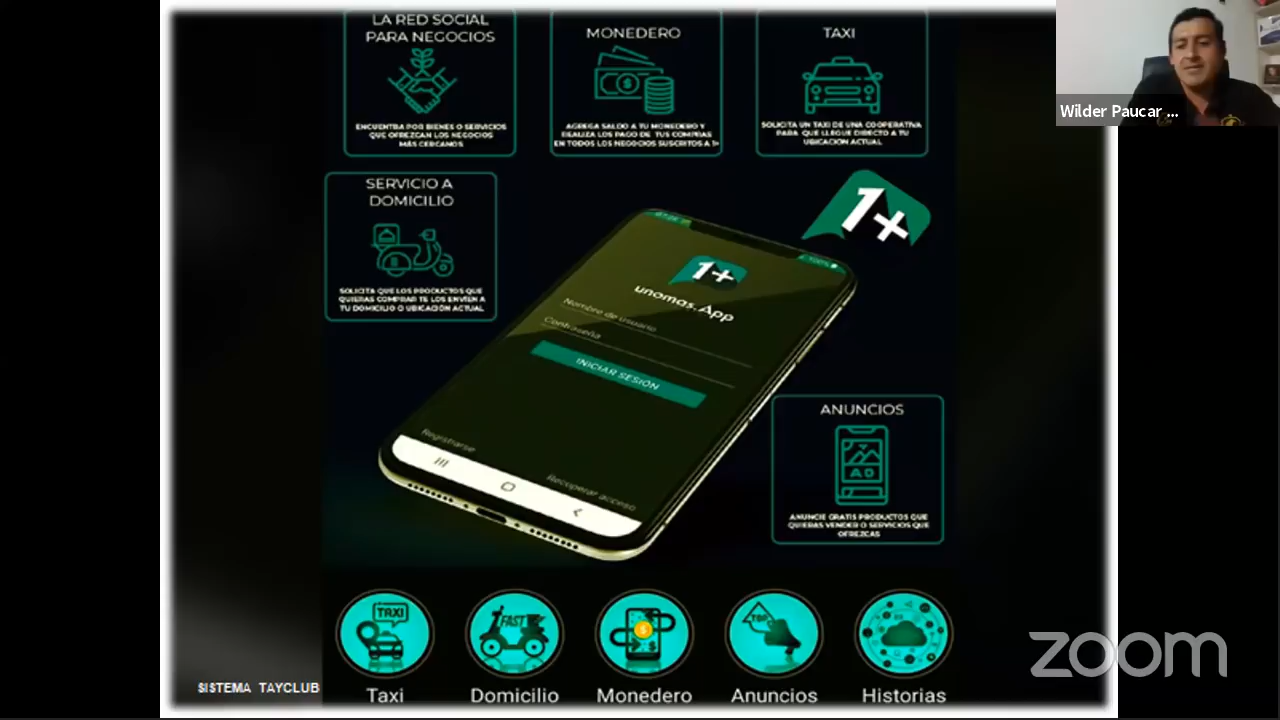 LA RED SOCIAL
PARA NEGOCIOS
ENCUENTRA POR BIENES O SERVICIOS
QUE OFREZCAN LOS NEGOCIOS
MÁS CERCANOS
MONEDERO
AGREGA SALDO A TU MONEDERO Y
REALIZA LOS PAGO DE TUS COMPRAS
EN TODOS LOS NEGOCIOS SUSCRITOS A 1+
TAXI
SOLICITA UN TAXI DE UNA COOPERATIVA
PARA QUE LLEGUE DIRECTO A TU
UBICACIÓN ACTUAL
Wilder Paucar ...
SERVICIO A
DOMICILIO
SOLICITA QUE LOS PRODUCTOS QUE
QUIERAS COMPRAR TE LOS ENVÍEN A
TU DOMICILIO O UBICACIÓN ACTUAL
1+
1+
unomas.App
Nombre de usuario
Contraseña
INICIAR SESIÓN
Registrarse
Recuperar acceso
ANUNCIOS
AD
ANUNCIE GRATIS PRODUCTOS QUE
QUIERAS VENDER O SERVICIOS QUE
OFREZCAS
TAXI
FAST
TOP
SISTEMA TAYCLUB
Taxi
Domicilio
Monedero
Anuncios
Historias
zoom